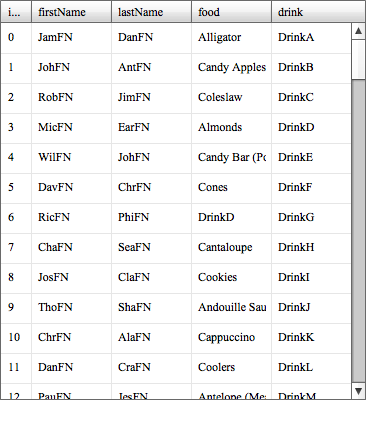 i... firstName lastName food drink
0 JamFN DanFN Alligator DrinkA
1 JohFN AntFN Candy Apples DrinkB
2 RobFN JimFN Coleslaw DrinkC
3 MicFN EarFN Almonds DrinkD
4 WilFN JohFN Candy Bar (Po DrinkE
5 DavFN ChrFN Cones DrinkF
6 RicFN PhiFN DrinkD DrinkG
7 ChaFN SeaFN Cantaloupe DrinkH
8 JosFN ClaFN Cookies DrinkI
9 ThoFN ShaFN Andouille Sau DrinkJ
10 ChrFN AlaFN Cappuccino DrinkK
11 DanFN CraFN Coolers DrinkL
12 PauFN JesFN Antelope (Mea DrinkM